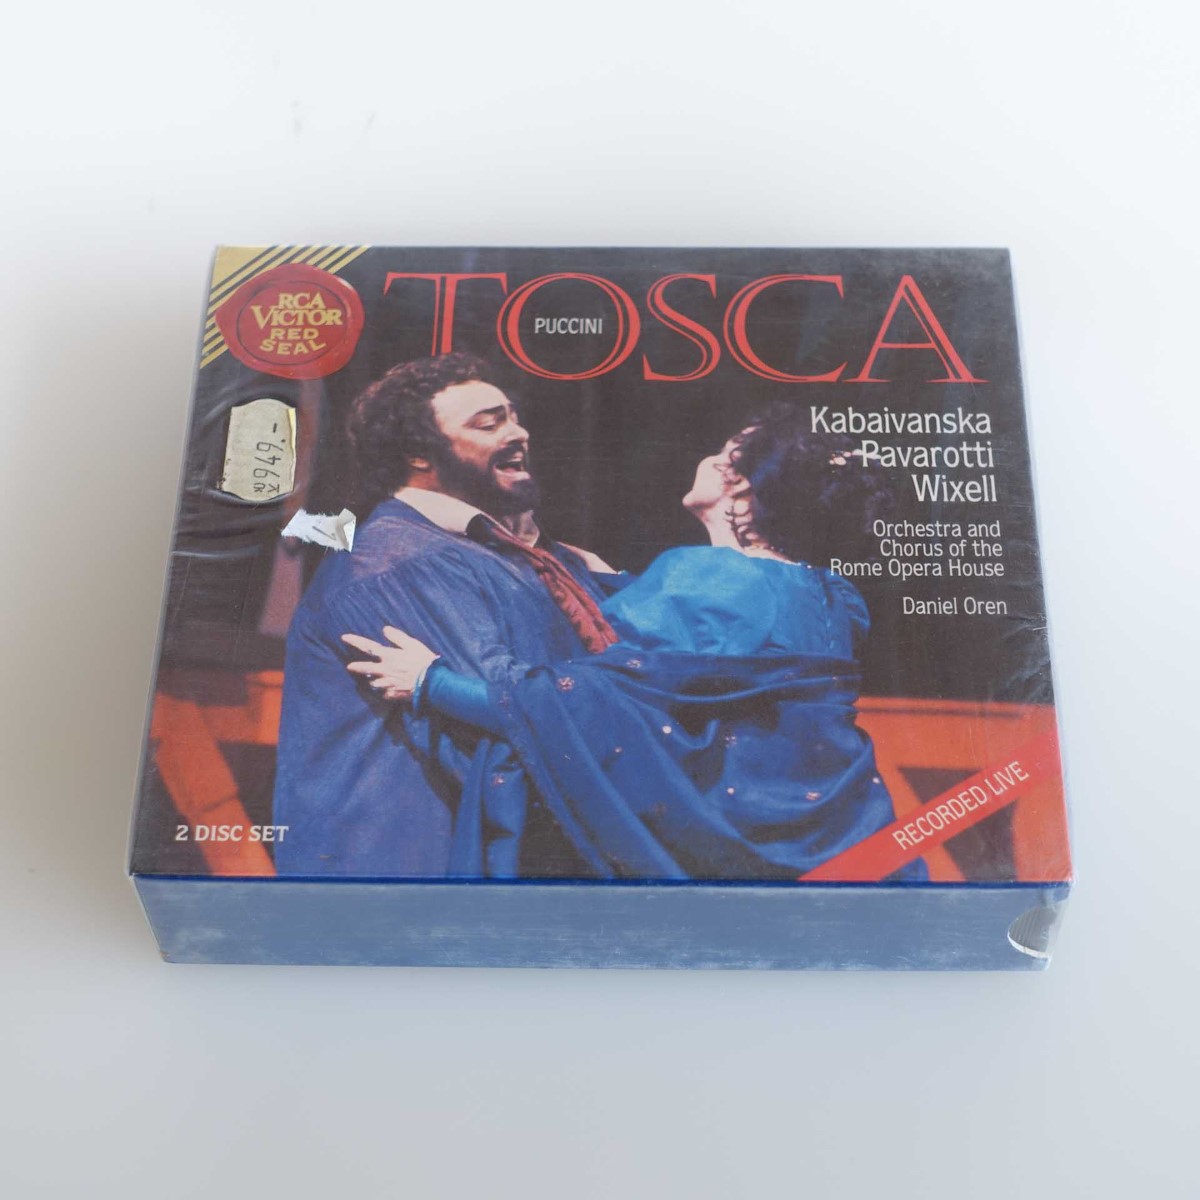 RCA
VICTOR
RED
SEAL
TOSCA
PUCCINI
Kabaivanska
Pavarotti
Wixell
Orchestra and
Chorus of the
Rome Opera House
Daniel Oren
949.-
2 DISC SET
RECORDED LIVE